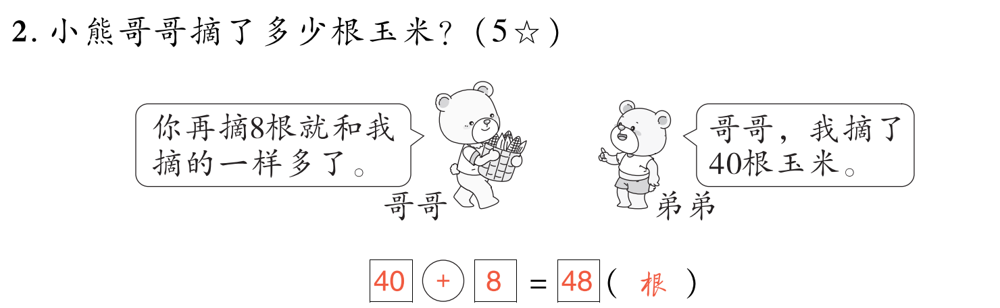 2. 小熊哥哥摘了多少根玉米？(5☆)
你再摘8根就和我
摘的一样多了。
哥哥，我摘了
40根玉米。
哥哥
弟弟
40 + 8 = 48 ( 根 )